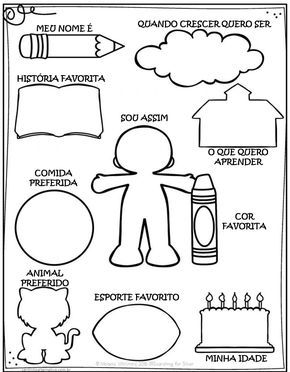 MEU NOME É
QUANDO CRESCER QUERO SER
HISTÓRIA FAVORITA
SOU ASSIM
O QUE QUERO
APRENDER
COMIDA
PREFERIDA
COR
FAVORITA
ANIMAL
PREFERIDO
ESPORTE FAVORITO
MINHA IDADE